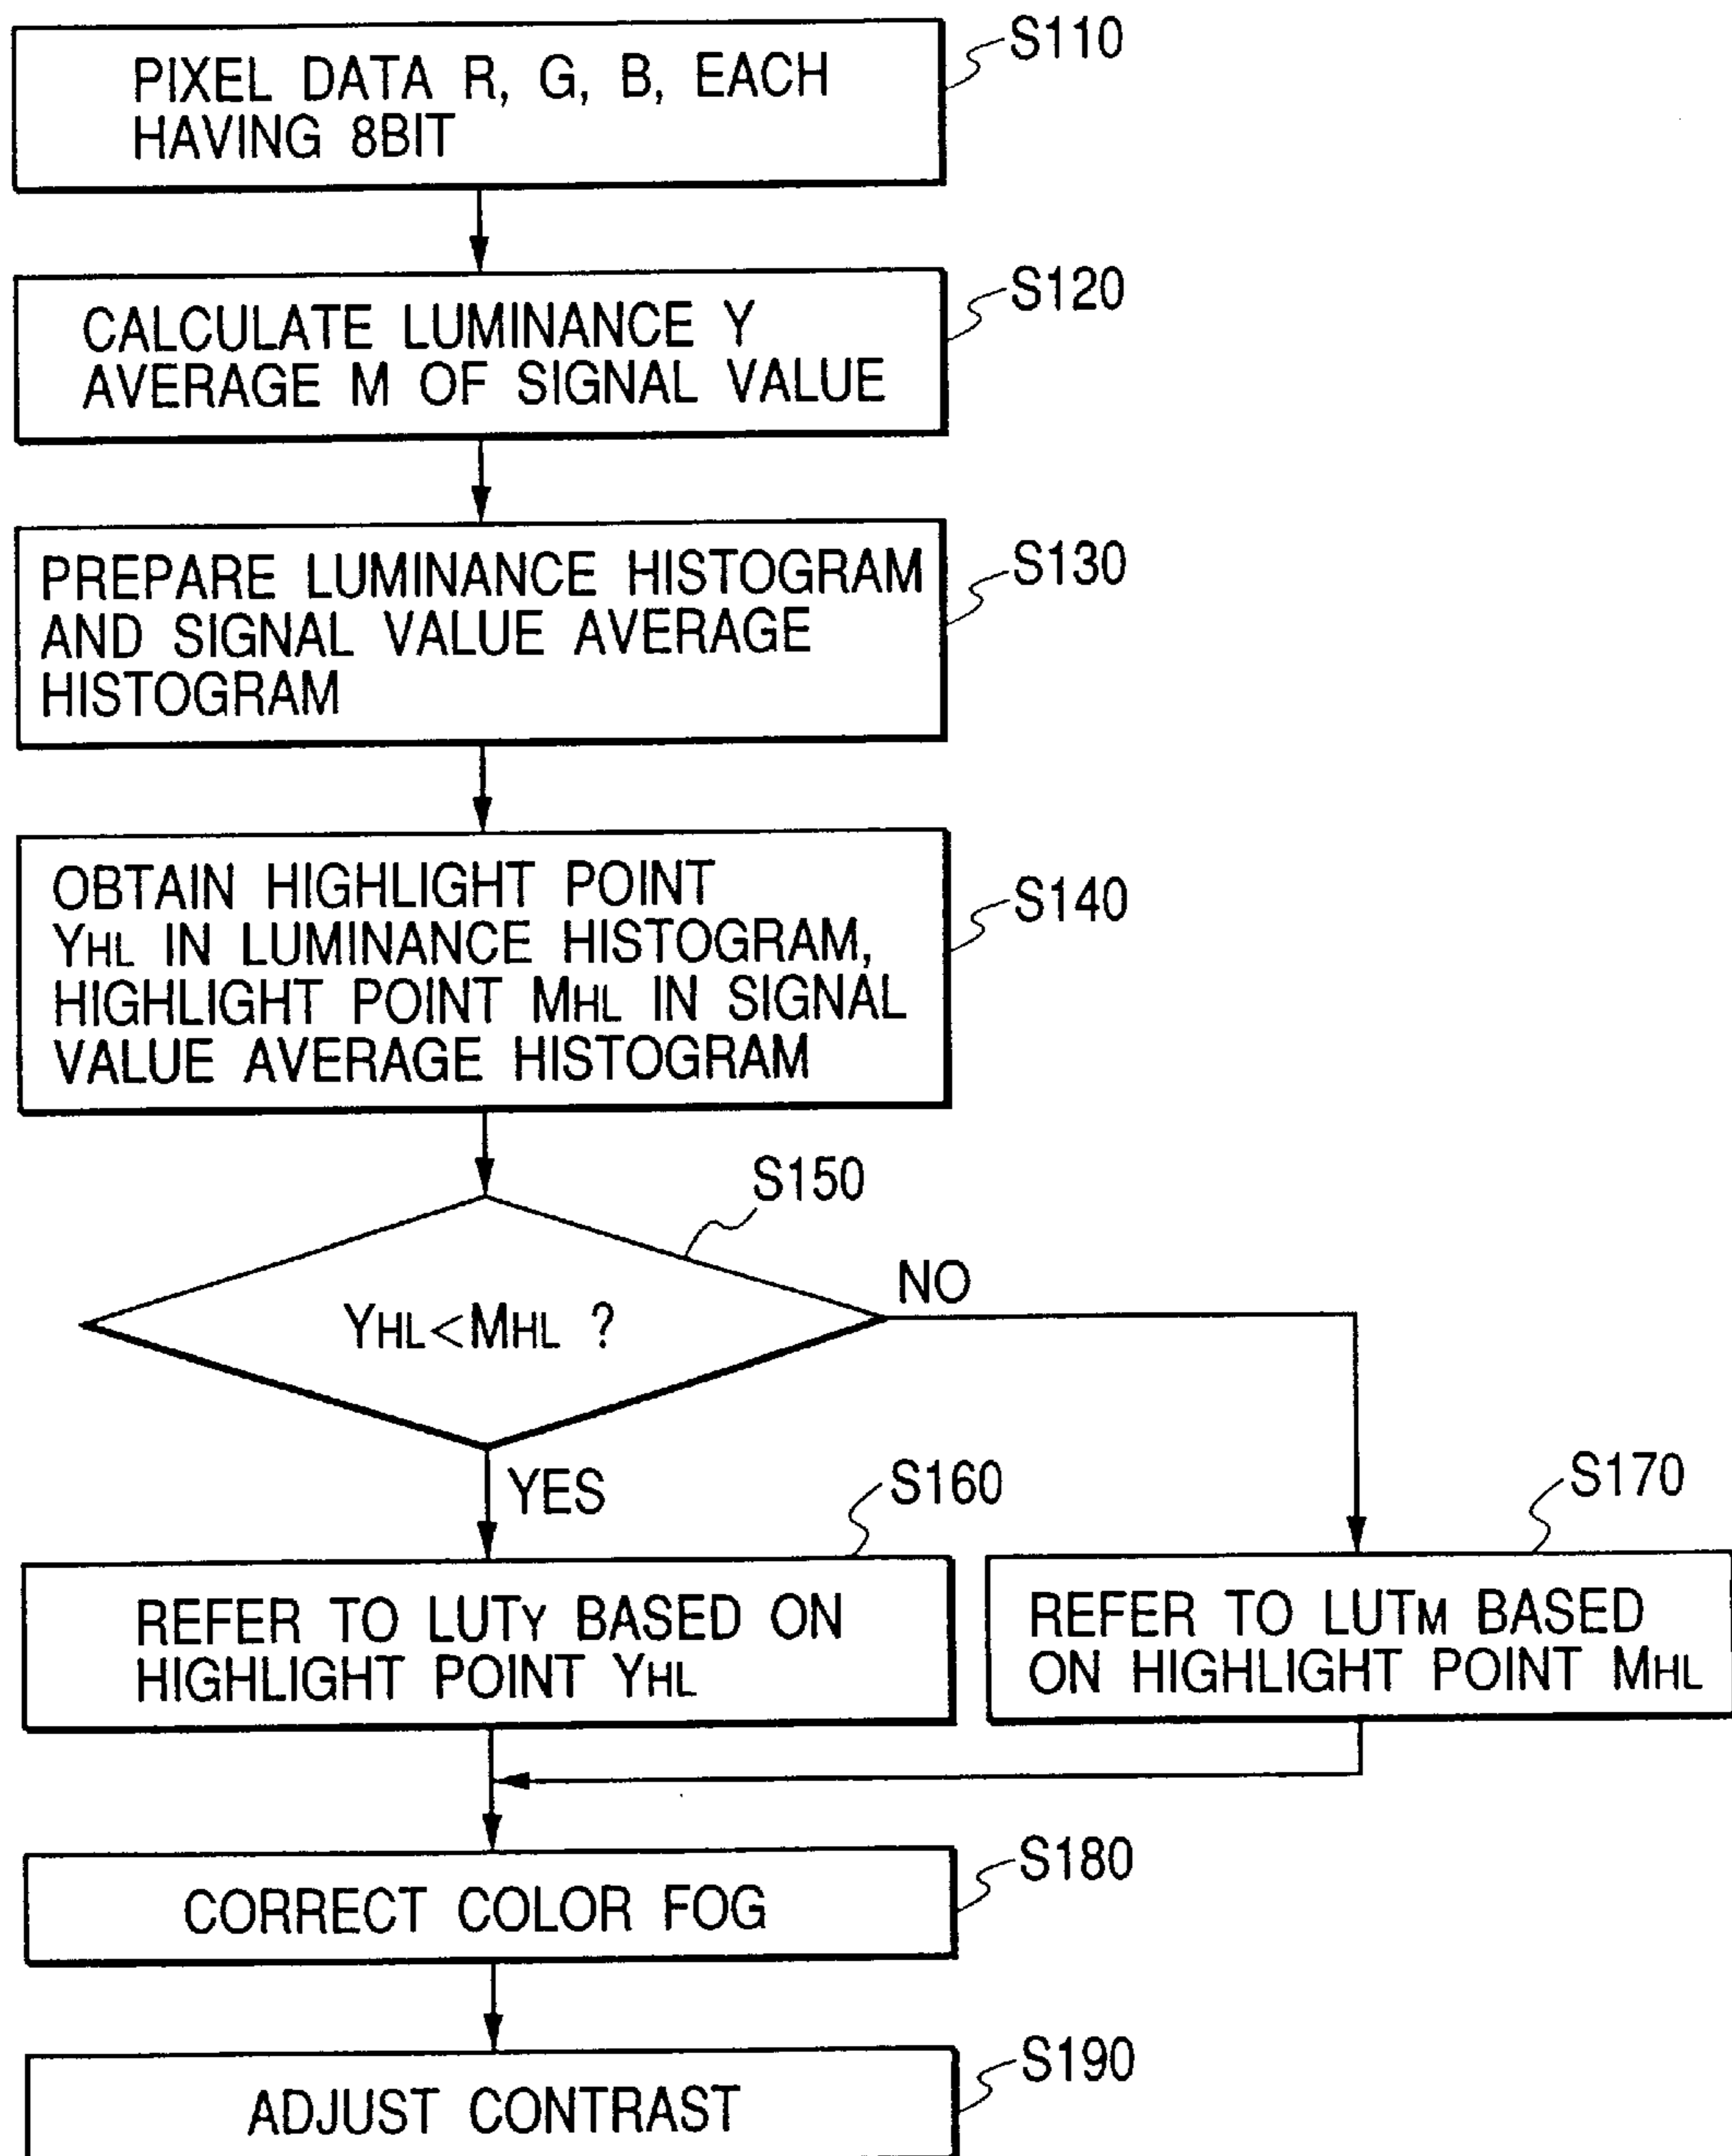 S110
PIXEL DATA R, G, B, EACH
HAVING 8BIT
S120
CALCULATE LUMINANCE Y
AVERAGE M OF SIGNAL VALUE
S130
PREPARE LUMINANCE HISTOGRAM
AND SIGNAL VALUE AVERAGE
HISTOGRAM
S140
OBTAIN HIGHLIGHT POINT
YHL IN LUMINANCE HISTOGRAM,
HIGHLIGHT POINT MHL IN SIGNAL
VALUE AVERAGE HISTOGRAM
S150
YHL<MHL ?
NO
YES
S160
REFER TO LUTY BASED ON
HIGHLIGHT POINT YHL
S170
REFER TO LUTM BASED
ON HIGHLIGHT POINT MHL
S180
CORRECT COLOR FOG
S190
ADJUST CONTRAST